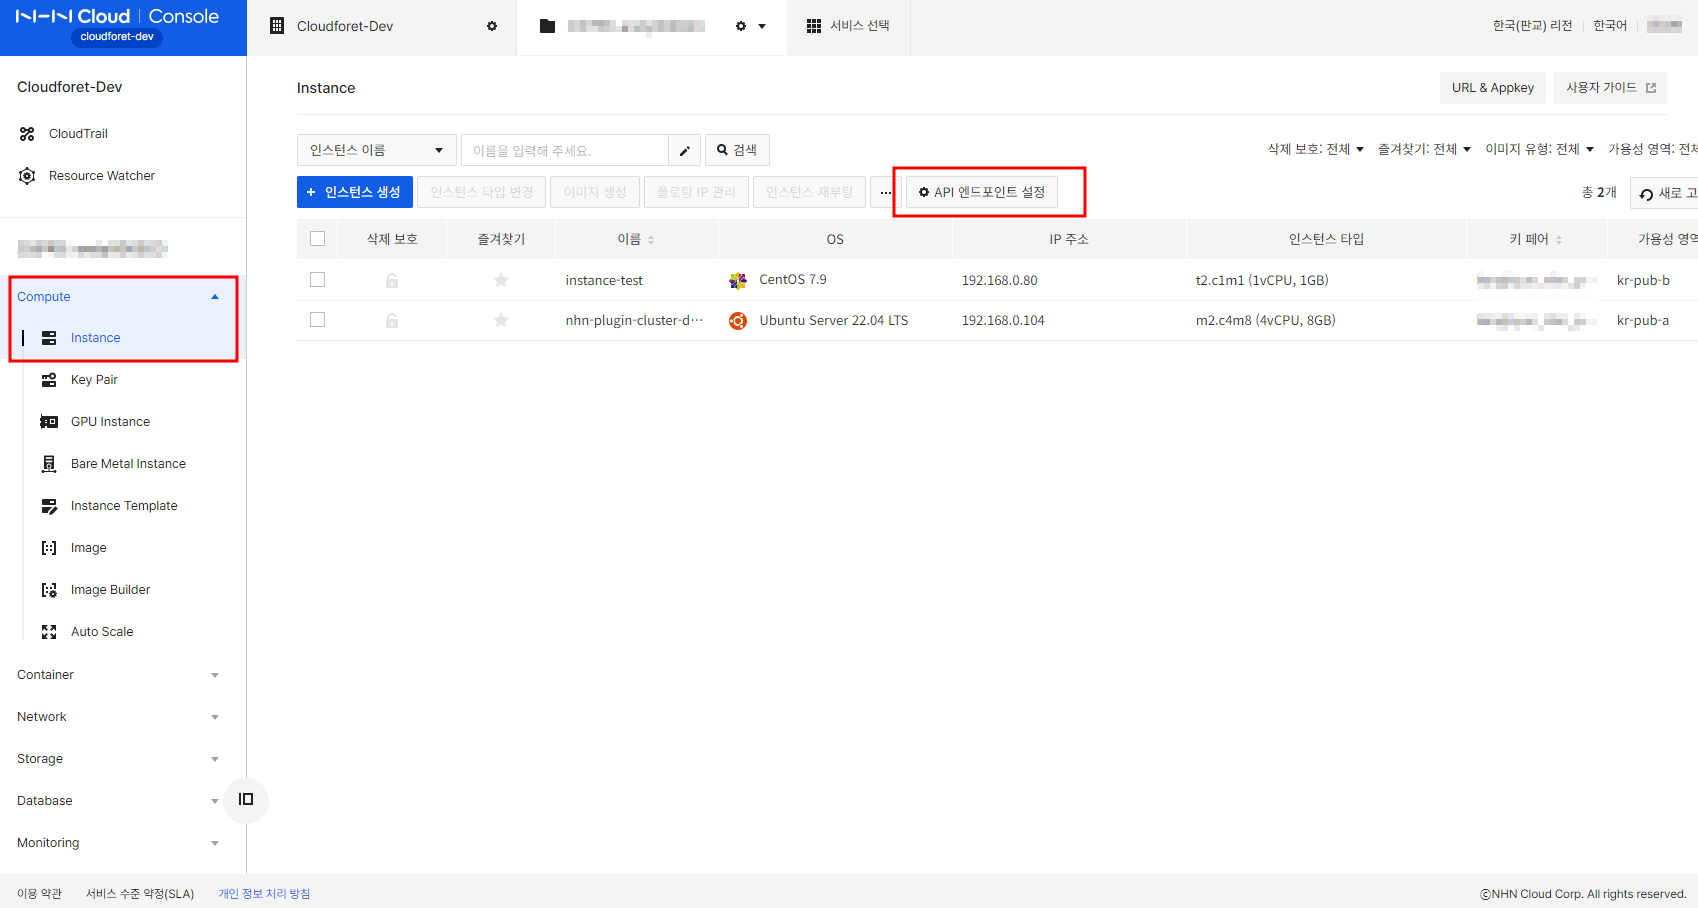 NHN Cloud | Console
cloudforet-dev
Cloudforet-Dev
서비스 선택
한국(판교) 리전
한국어
Cloudforet-Dev
CloudTrail
Resource Watcher
Compute
Instance
Key Pair
GPU Instance
Bare Metal Instance
Instance Template
Image
Image Builder
Auto Scale
Container
Network
Storage
Database
Monitoring
Instance
URL & Appkey
사용자 가이드
인스턴스 이름
이름을 입력해 주세요.
검색
삭제 보호: 전체
즐겨찾기: 전체
이미지 유형: 전체
가용성 영역: 전체
+ 인스턴스 생성
인스턴스 타입 변경
이미지 생성
플로팅 IP 관리
인스턴스 재부팅
...
API 엔드포인트 설정
총 2개
새로 고
삭제 보호 즐겨찾기 이름 OS IP 주소 인스턴스 타입 키 페어 가용성 영역
instance-test CentOS 7.9 192.168.0.80 t2.c1m1 (1vCPU, 1GB) kr-pub-b
nhn-plugin-cluster-d··· Ubuntu Server 22.04 LTS 192.168.0.104 m2.c4m8 (4vCPU, 8GB) kr-pub-a
이용 약관
서비스 수준 약정(SLA)
개인 정보 처리 방침
ⓒNHN Cloud Corp. All rights reserved.